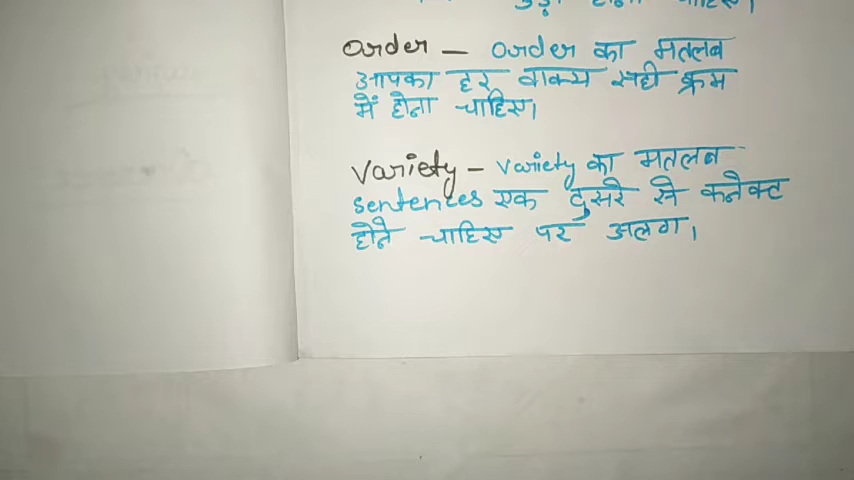 जुड़ा होना चाहिए।
order – order का मतलब
आपका हर वाक्य सही क्रम
में होना चाहिए।
Variety – variety का मतलब
sentences एक दुसरे से कनेक्ट
होने चाहिए पर अलग।